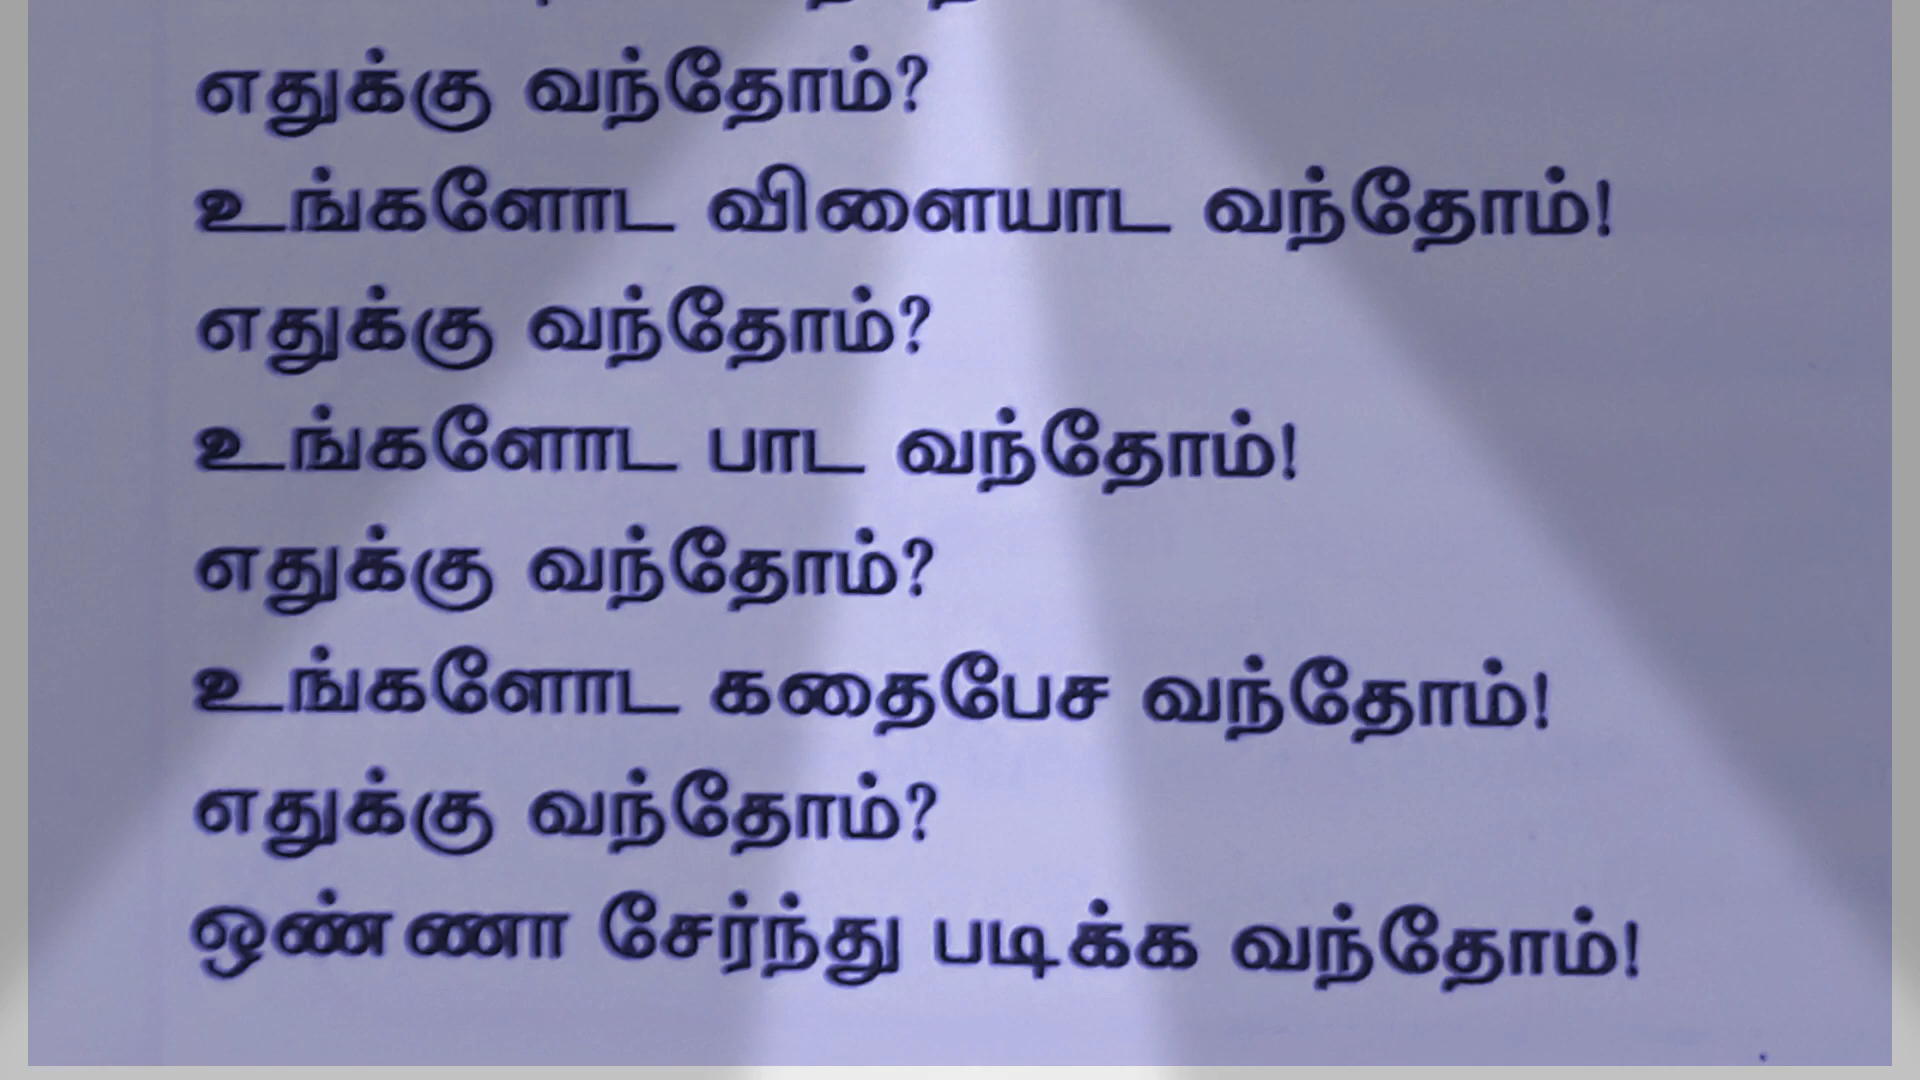 எதுக்கு வந்தோம்?
உங்களோட விளையாட வந்தோம்!
எதுக்கு வந்தோம்?
உங்களோட பாட வந்தோம்!
எதுக்கு வந்தோம்?
உங்களோட கதைபேச வந்தோம்!
எதுக்கு வந்தோம்?
ஒண்ணா சேர்ந்து படிக்க வந்தோம்!